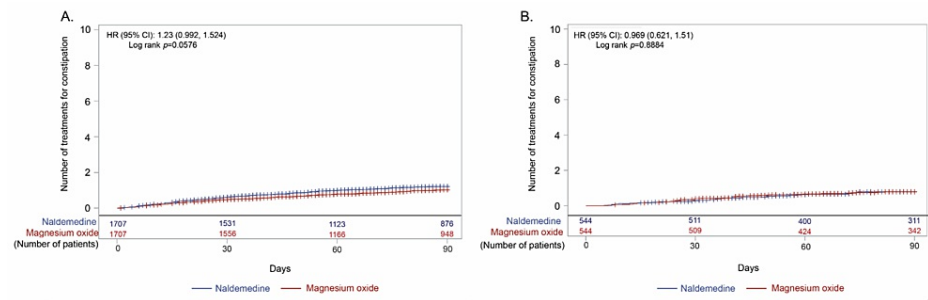 A.
HR (95% CI): 1.23 (0.992, 1.524)
Log rank p=0.0576
Number of treatments for constipation
10
8
6
4
2
0
Naldemedine 1707 1531 1123 876
Magnesium oxide 1707 1556 1166 948
(Number of patients)
0 30 60 90
Days
Naldemedine Magnesium oxide
B.
HR (95% CI): 0.969 (0.621, 1.51)
Log rank p=0.8884
Number of treatments for constipation
10
8
6
4
2
0
Naldemedine 544 511 400 311
Magnesium oxide 544 509 424 342
(Number of patients)
0 30 60 90
Days
Naldemedine Magnesium oxide